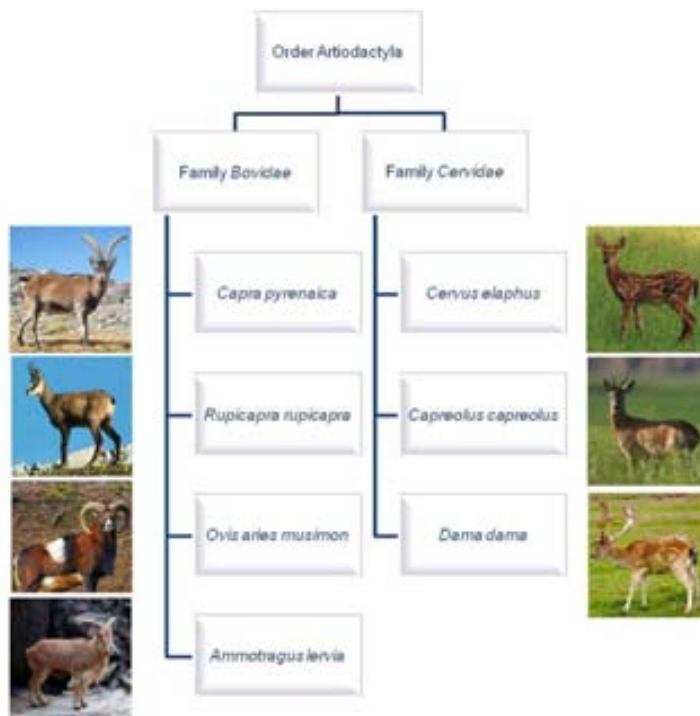 Order Artiodactyla
Family Bovidae
Family Cervidae
Capra pyrenaica
Cervus elaphus
Rupicapra rupicapra
Capreolus capreolus
Ovis aries musimon
Dama dama
Ammotragus lervia